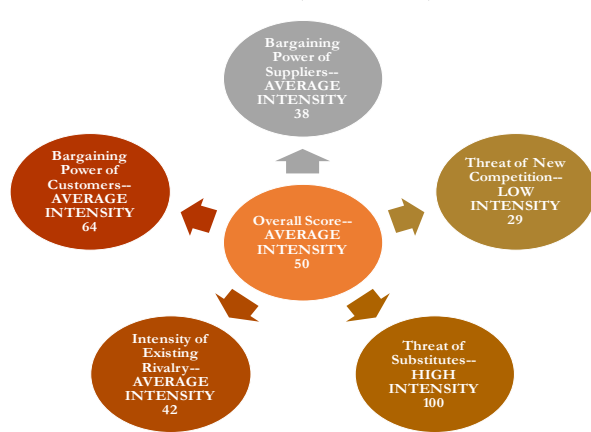 Bargaining
Power of
Suppliers--
AVERAGE
INTENSITY
38
Bargaining
Power of
Customers--
AVERAGE
INTENSITY
64
Threat of New
Competition--
LOW
INTENSITY
29
Overall Score--
AVERAGE
INTENSITY
50
Intensity of
Existing
Rivalry--
AVERAGE
INTENSITY
42
Threat of
Substitutes--
HIGH
INTENSITY
100